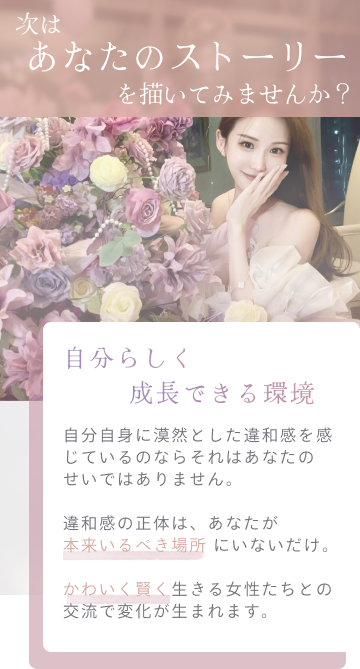 次は
あなたのストーリー
を描いてみませんか？
自分らしく
成長できる環境
自分自身に漠然とした違和感を感
じているのならそれはあなたの
せいではありません。
違和感の正体は、あなたが
本来いるべき場所 にいないだけ。
かわいく賢く生きる女性たちとの
交流で変化が生まれます。